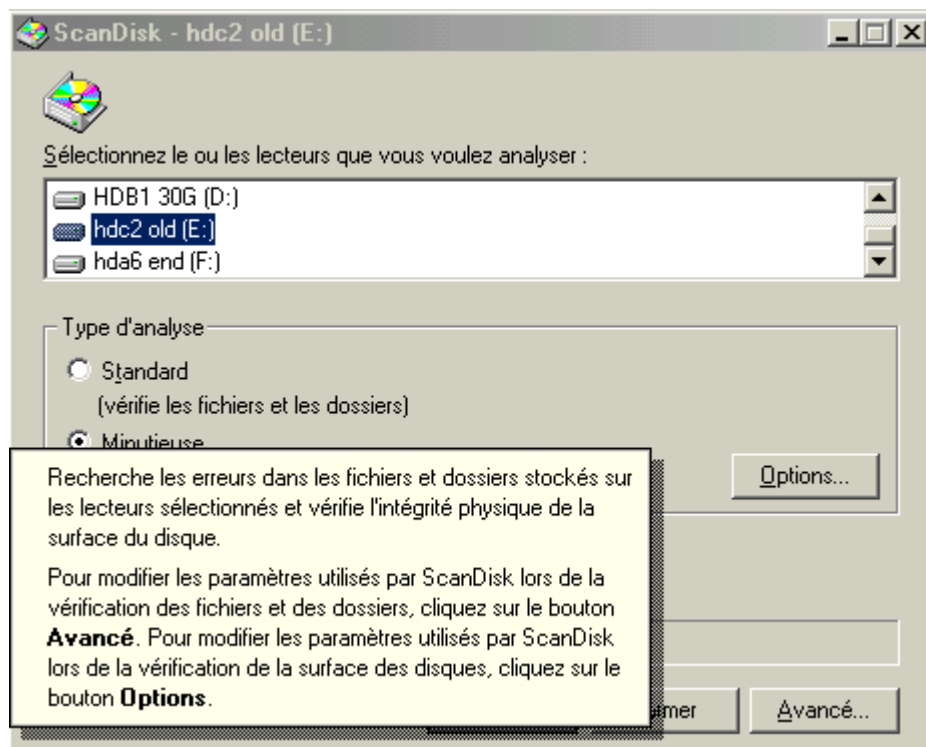 ScanDisk - hdc2 old (E:)
Sélectionnez le ou les lecteurs que vous voulez analyser :
HDB1 30G (D:)
hdc2 old (E:)
hda6 end (F:)
Type d'analyse
Standard
(vérifie les fichiers et les dossiers)
Minutieuse
Options...
Recherche les erreurs dans les fichiers et dossiers stockés sur
les lecteurs sélectionnés et vérifie l'intégrité physique de la
surface du disque.
Pour modifier les paramètres utilisés par ScanDisk lors de la
vérification des fichiers et des dossiers, cliquez sur le bouton
Avancé. Pour modifier les paramètres utilisés par ScanDisk
lors de la vérification de la surface des disques, cliquez sur le
bouton Options.
Avancé...